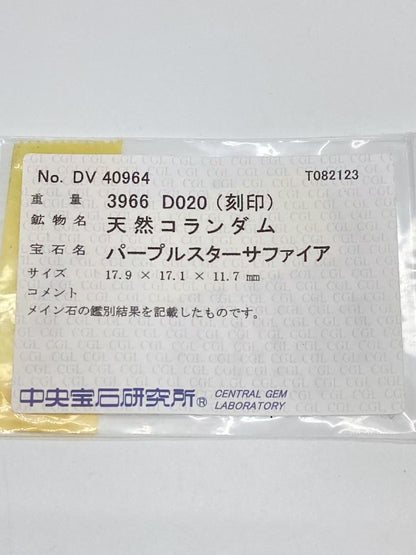 No. DV 40964 T082123
重量 3966 D020 (刻印)
鉱物名 天然コランダム
宝石名 パープルスターサファイア
サイズ 17.9 × 17.1 × 11.7 mm
コメント
メイン石の鑑別結果を記載したものです。
中央宝石研究所® CENTRAL GEM
LABORATORY